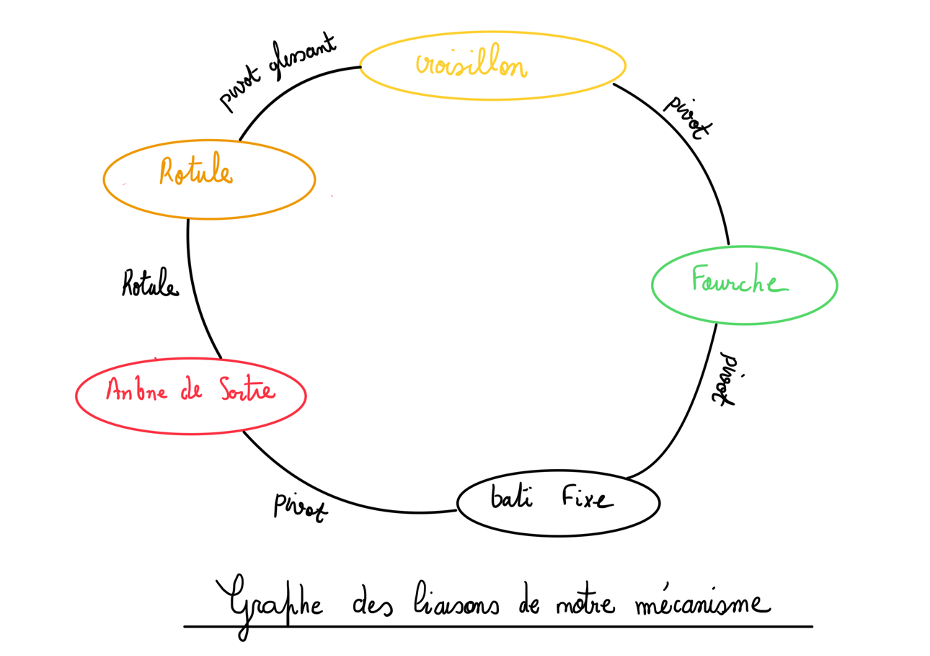 croisillon
pivot glissant
pivot
Rotule
Fourche
Rotule
pivot
Arbre de Sortie
bati Fixe
pivot
Graphe des liaisons de notre mécanisme